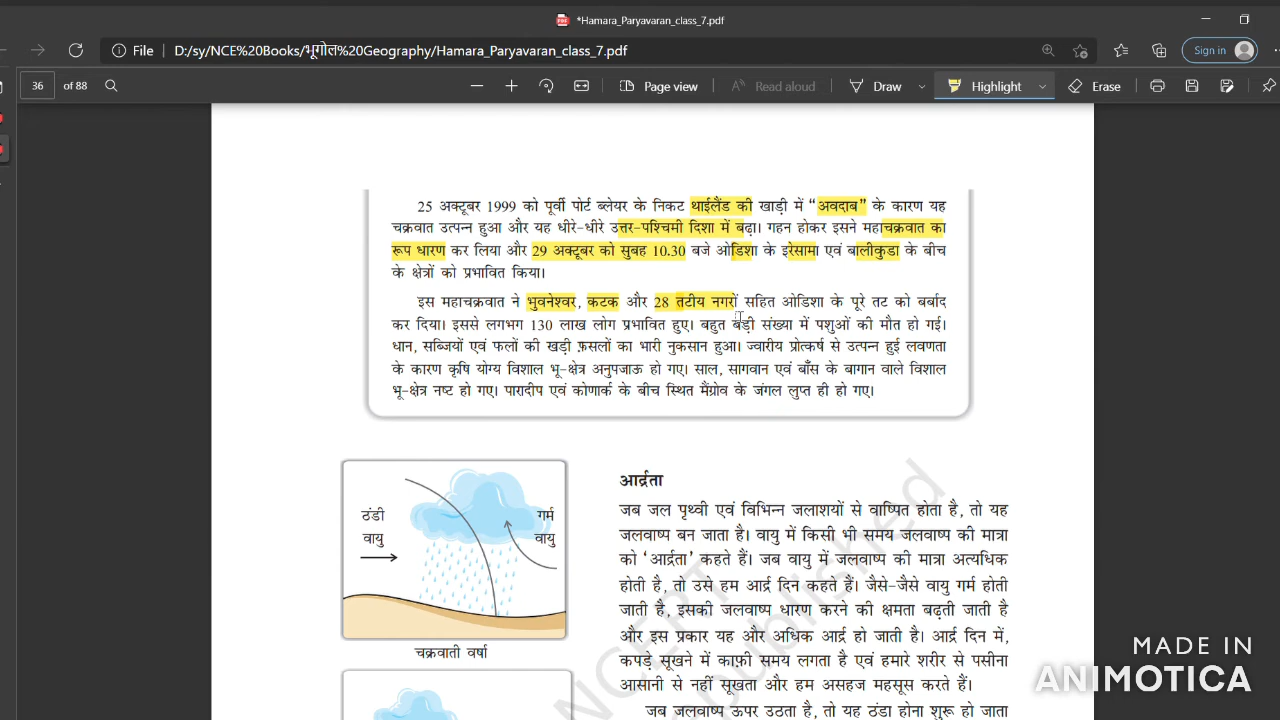 *Hamara_Paryavaran_class_7.pdf
File D:/sy/NCE%20Books/भूगोल%20Geography/Hamara_Paryavaran_class_7.pdf
Sign in
36 of 88
Page view
Read aloud
Draw
Highlight
Erase
25 अक्टूबर 1999 को पूर्वी पोर्ट ब्लेयर के निकट थाईलैंड की खाड़ी में "अवदाब" के कारण यह
चक्रवात उत्पन्न हुआ और यह धीरे-धीरे उत्तर-पश्चिमी दिशा में बढ़ा। गहन होकर इसने महाचक्रवात का
रूप धारण कर लिया और 29 अक्टूबर को सुबह 10.30 बजे ओडिशा के इरेसामा एवं बालीकुडा के बीच
के क्षेत्रों को प्रभावित किया।
इस महाचक्रवात ने भुवनेश्वर, कटक और 28 तटीय नगरों सहित ओडिशा के पूरे तट को बर्बाद
कर दिया। इससे लगभग 130 लाख लोग प्रभावित हुए। बहुत बड़ी संख्या में पशुओं की मौत हो गई।
धान, सब्जियों एवं फलों की खड़ी फ़सलों का भारी नुकसान हुआ। ज्वारीय प्रोत्कर्ष से उत्पन्न हुई लवणता
के कारण कृषि योग्य विशाल भू-क्षेत्र अनुपजाऊ हो गए। साल, सागवान एवं बाँस के बागान वाले विशाल
भू-क्षेत्र नष्ट हो गए। पारादीप एवं कोणार्क के बीच स्थित मैंग्रोव के जंगल लुप्त ही हो गए।
ठंडी
वायु
गर्म
वायु
चक्रवाती वर्षा
आर्द्रता
जब जल पृथ्वी एवं विभिन्न जलाशयों से वाष्पित होता है, तो यह
जलवाष्प बन जाता है। वायु में किसी भी समय जलवाष्प की मात्रा
को 'आर्द्रता' कहते हैं। जब वायु में जलवाष्प की मात्रा अत्यधिक
होती है, तो उसे हम आर्द्र दिन कहते हैं। जैसे-जैसे वायु गर्म होती
जाती है, इसकी जलवाष्प धारण करने की क्षमता बढ़ती जाती है
और इस प्रकार यह और अधिक आर्द्र हो जाती है। आर्द्र दिन में,
कपड़े सूखने में काफ़ी समय लगता है एवं हमारे शरीर से पसीना
आसानी से नहीं सूखता और हम असहज महसूस करते हैं।
जब जलवाष्प ऊपर उठता है, तो यह ठंडा होना शुरू हो जाता
NCERT
published
MADE IN
ANIMOTICA